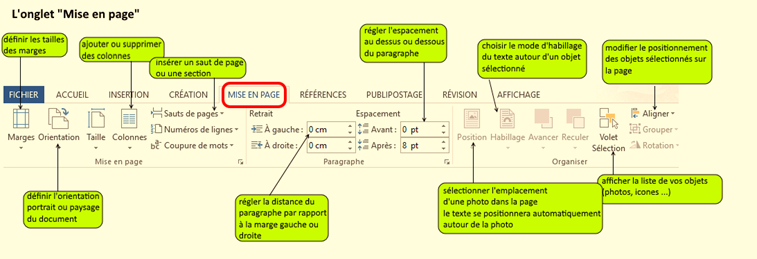 L'onglet "Mise en page"
définir les tailles
des marges
ajouter ou supprimer
des colonnes
insérer un saut de page
ou une section
régler l'espacement
au dessus ou dessous
du paragraphe
choisir le mode d'habillage
du texte autour d'un objet
sélectionné
modifier le positionnement
des objets sélectionnés sur
la page
FICHIER ACCUEIL INSERTION CRÉATION MISE EN PAGE RÉFÉRENCES PUBLIPOSTAGE RÉVISION AFFICHAGE
Marges Orientation Taille Colonnes
Sauts de pages
Numéros de lignes
bc Coupure de mots
Mise en page
Retrait Espacement
À gauche : 0 cm Avant : 0 pt
À droite : 0 cm Après : 8 pt
Paragraphe
Position Habillage Avancer Reculer Volet
Sélection
Aligner
Grouper
Rotation
Organiser
définir l'orientation
portrait ou paysage
du document
régler la distance du
paragraphe par rapport
à la marge gauche ou
droite
sélectionner l'emplacement
d'une photo dans la page
le texte se positionnera automatiquement
autour de la photo
afficher la liste de vos objets
(photos, icones ...)